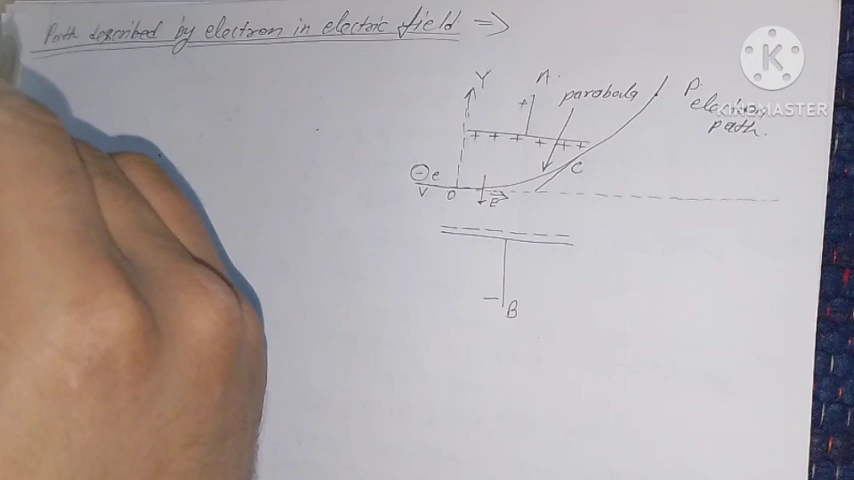 Path described by electron in electric field ⇒
KINEMASTER
Y
A
+
parabola
P
electron
path.
+ + + + + +
C
⊖ e
V
O
E
−
B